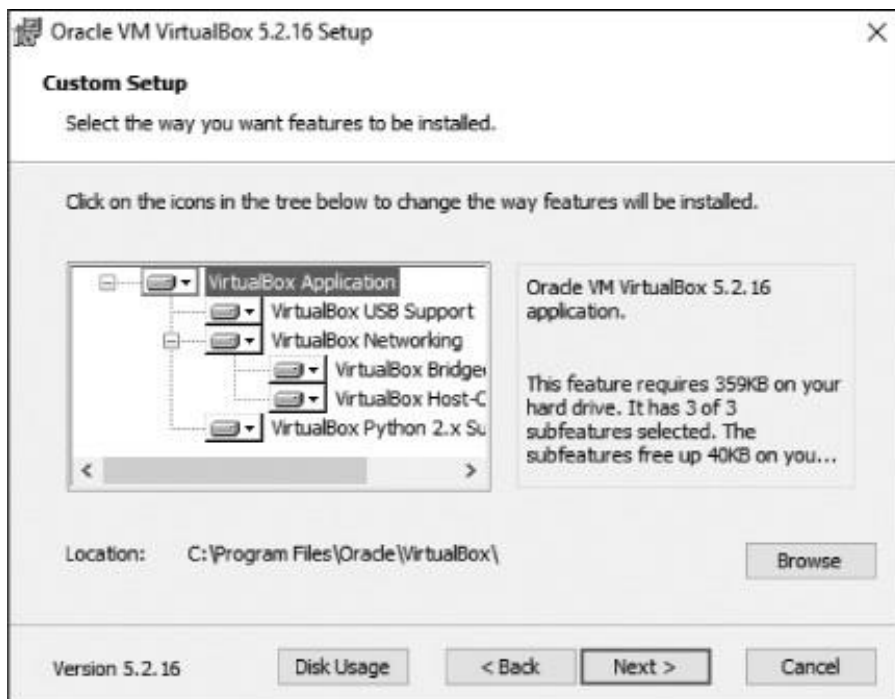 Oracle VM VirtualBox 5.2.16 Setup
Custom Setup
Select the way you want features to be installed.
Click on the icons in the tree below to change the way features will be installed.
VirtualBox Application
VirtualBox USB Support
VirtualBox Networking
VirtualBox Bridge
VirtualBox Host-C
VirtualBox Python 2.x Su
Oracle VM VirtualBox 5.2.16
application.
This feature requires 359KB on your
hard drive. It has 3 of 3
subfeatures selected. The
subfeatures free up 40KB on you...
Location: C:\Program Files\Oracle\VirtualBox\
Browse
Version 5.2.16 Disk Usage < Back Next > Cancel